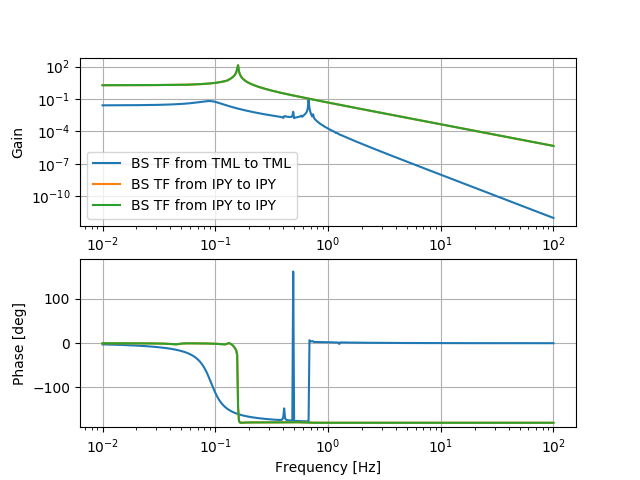 10²
10⁻¹
10⁻⁴
10⁻⁷
10⁻¹⁰
Gain
BS TF from TML to TML
BS TF from IPY to IPY
BS TF from IPY to IPY
10⁻² 10⁻¹ 10⁰ 10¹ 10²
100
0
−100
Phase [deg]
10⁻² 10⁻¹ 10⁰ 10¹ 10²
Frequency [Hz]